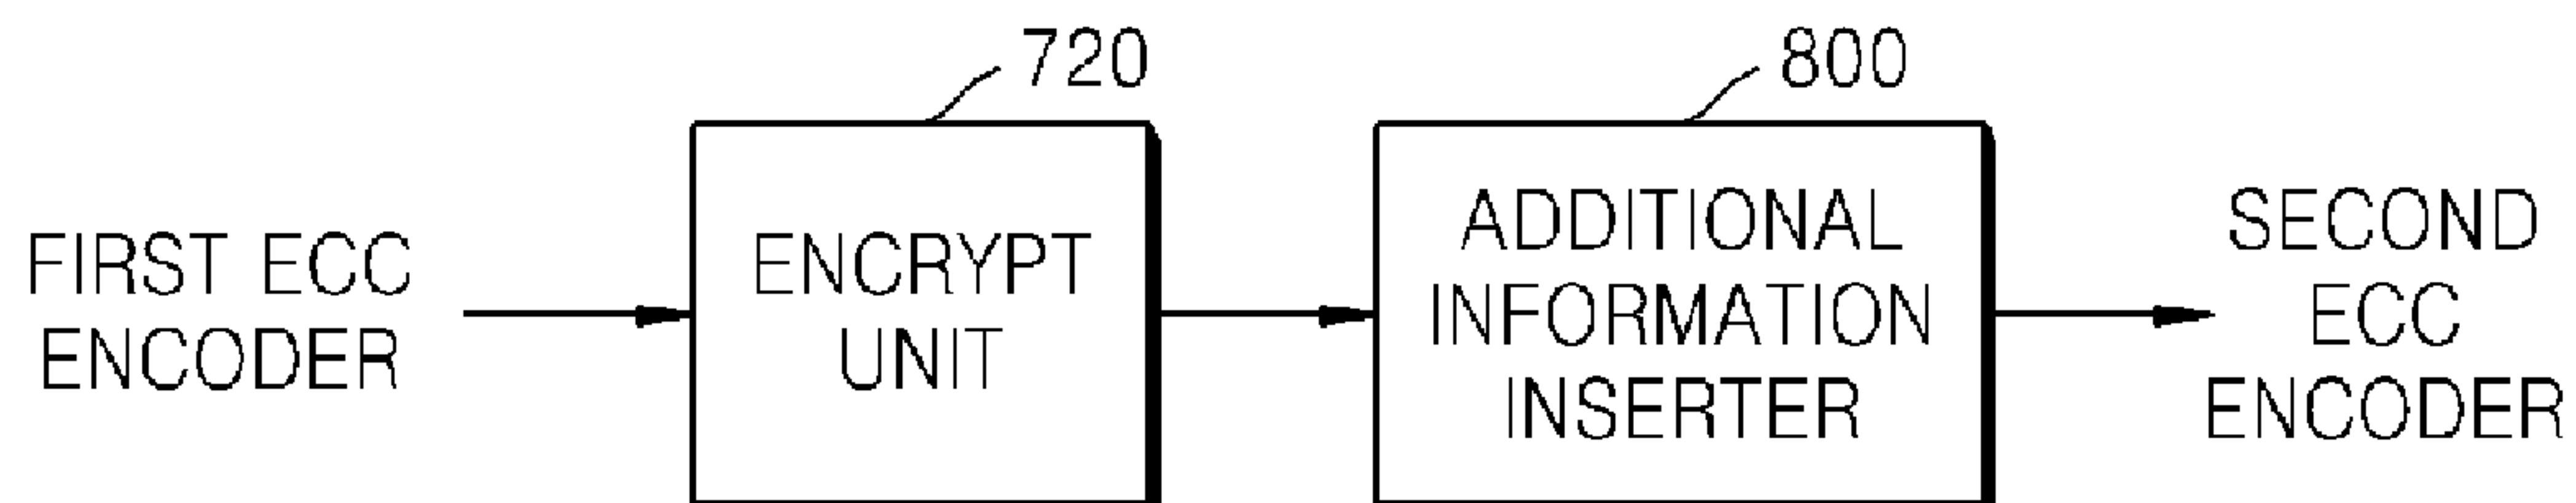 720
800
FIRST ECC
ENCODER
ENCRYPT
UNIT
ADDITIONAL
INFORMATION
INSERTER
SECOND
ECC
ENCODER